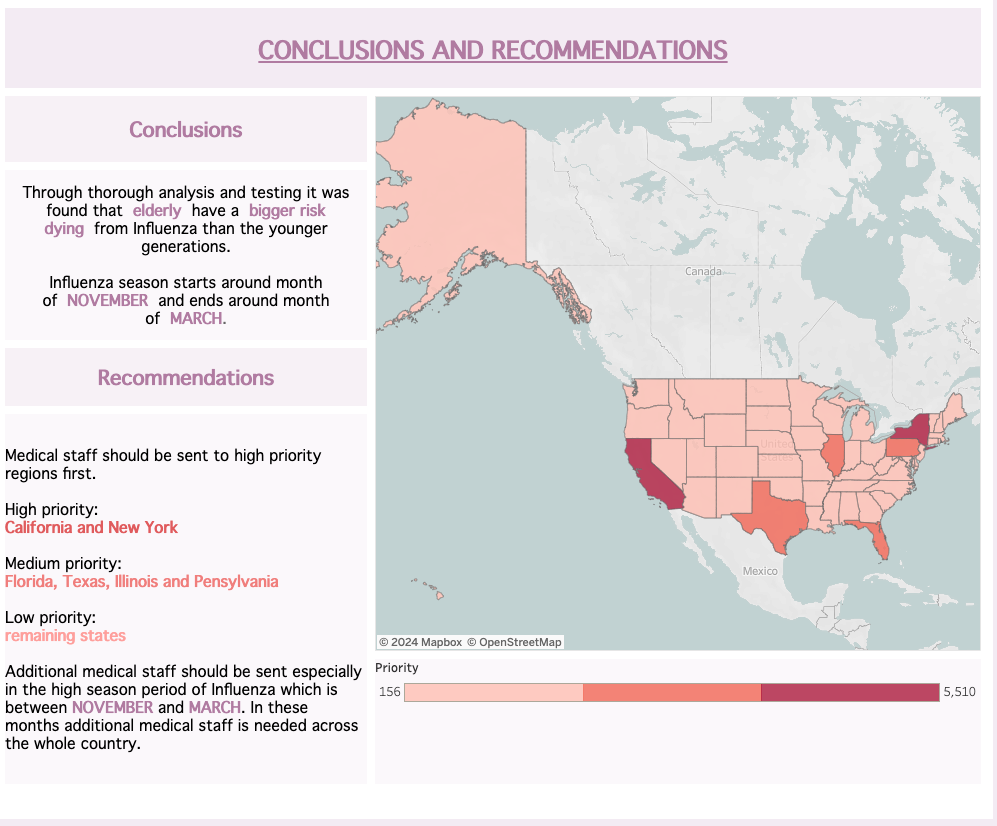 CONCLUSIONS AND RECOMMENDATIONS
Conclusions
Through thorough analysis and testing it was
found that elderly have a bigger risk
dying from Influenza than the younger
generations.
Influenza season starts around month
of NOVEMBER and ends around month
of MARCH.
Recommendations
Medical staff should be sent to high priority
regions first.
High priority:
California and New York
Medium priority:
Florida, Texas, Illinois and Pensylvania
Low priority:
remaining states
Additional medical staff should be sent especially
in the high season period of Influenza which is
between NOVEMBER and MARCH. In these
months additional medical staff is needed across
the whole country.
Canada
United
States
Mexico
© 2024 Mapbox © OpenStreetMap
Priority
156
5,510